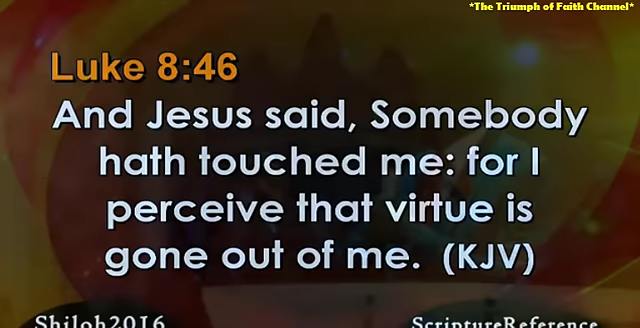 *The Triumph of Faith Channel*
Luke 8:46
And Jesus said, Somebody
hath touched me: for I
perceive that virtue is
gone out of me. (KJV)
Shiloh2016
ScriptureReference